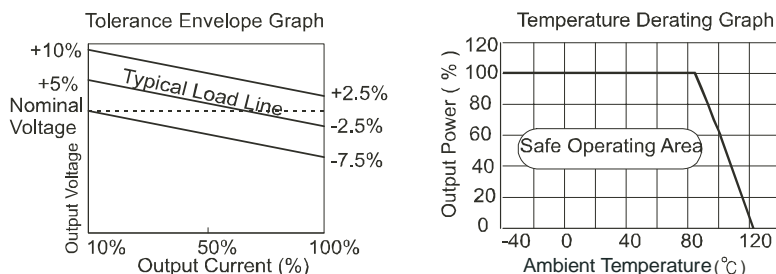 Tolerance Envelope Graph
+10%
+5%
Nominal
Voltage
Output Voltage
Typical Load Line
+2.5%
-2.5%
-7.5%
10% 50% 100%
Output Current (%)
Temperature Derating Graph
Output Power ( % )
120
100
80
60
40
20
0
Safe Operating Area
-40 0 40 80 120
Ambient Temperature(℃)